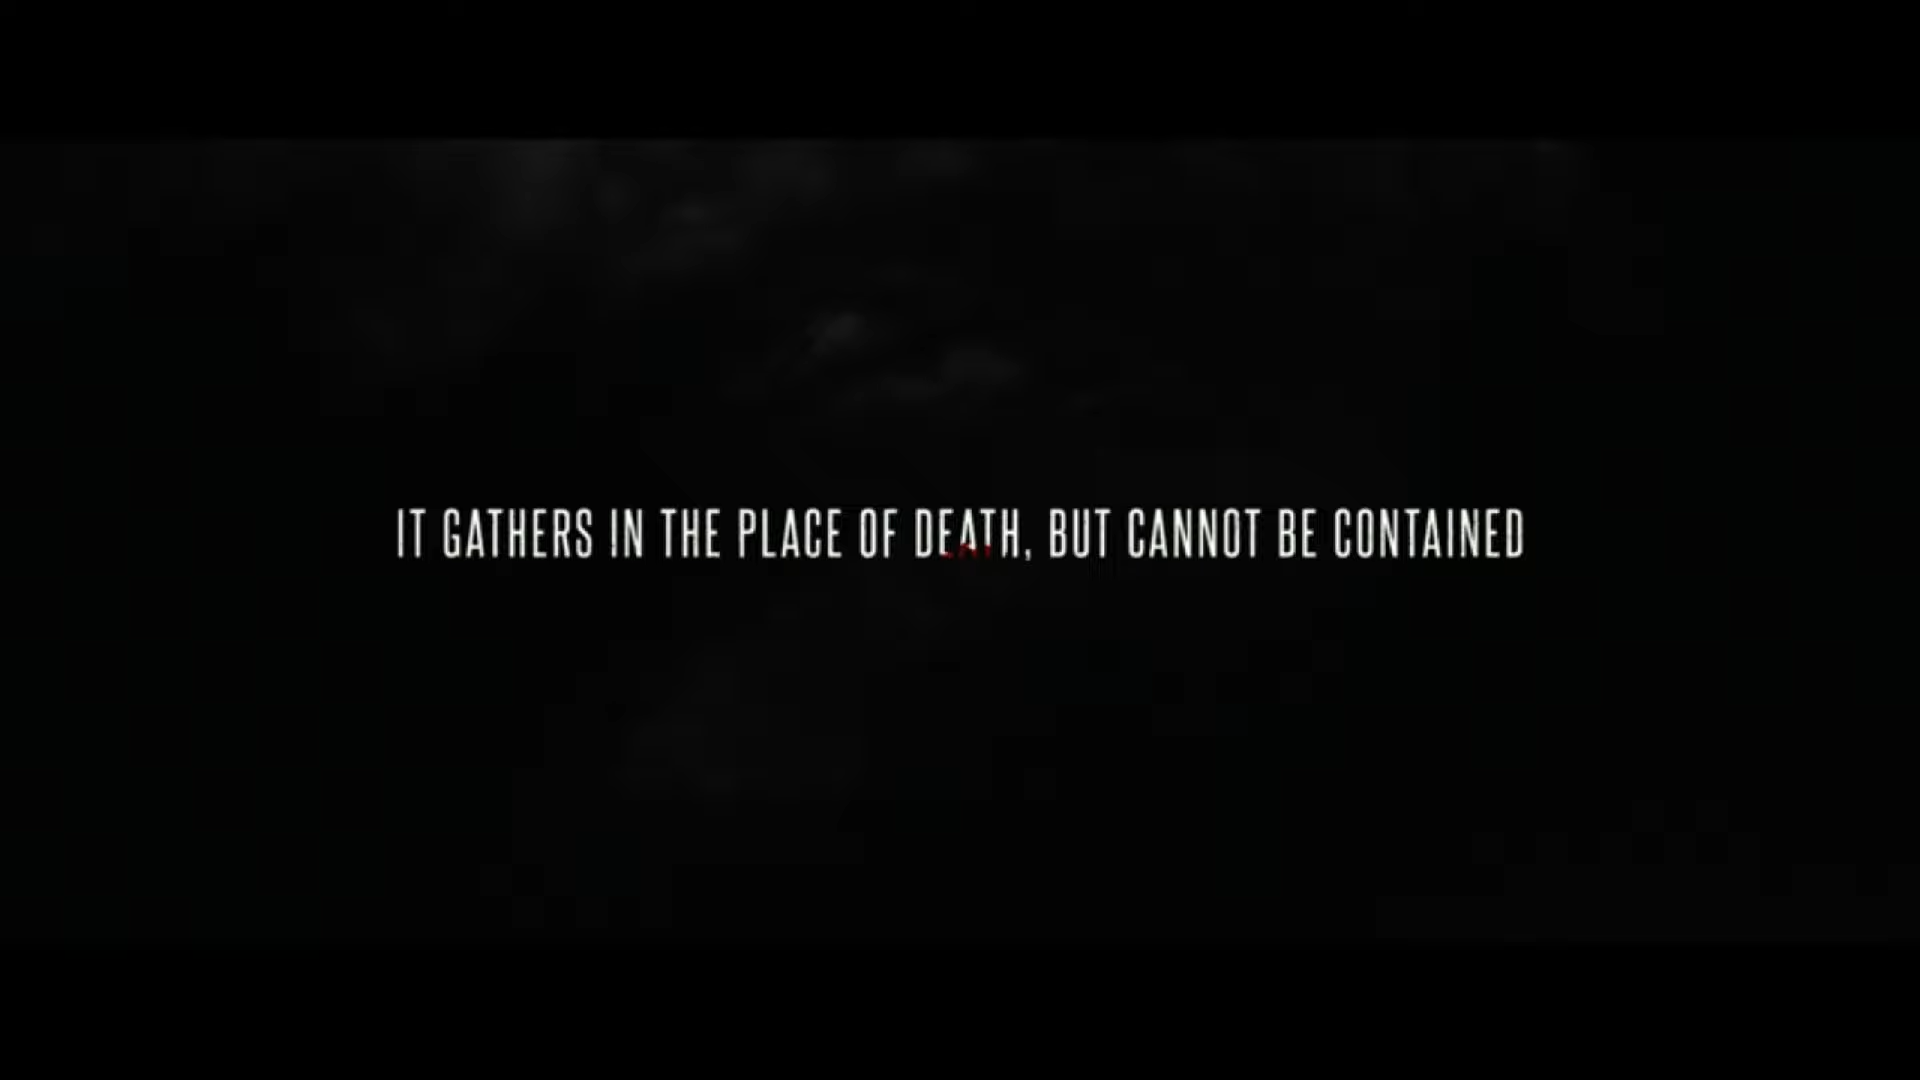 IT GATHERS IN THE PLACE OF DEATH, BUT CANNOT BE CONTAINED